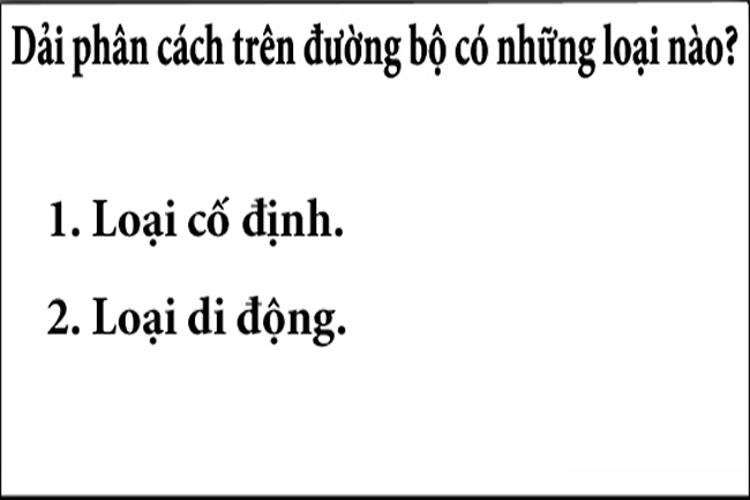 Dải phân cách trên đường bộ có những loại nào?
1. Loại cố định.
2. Loại di động.